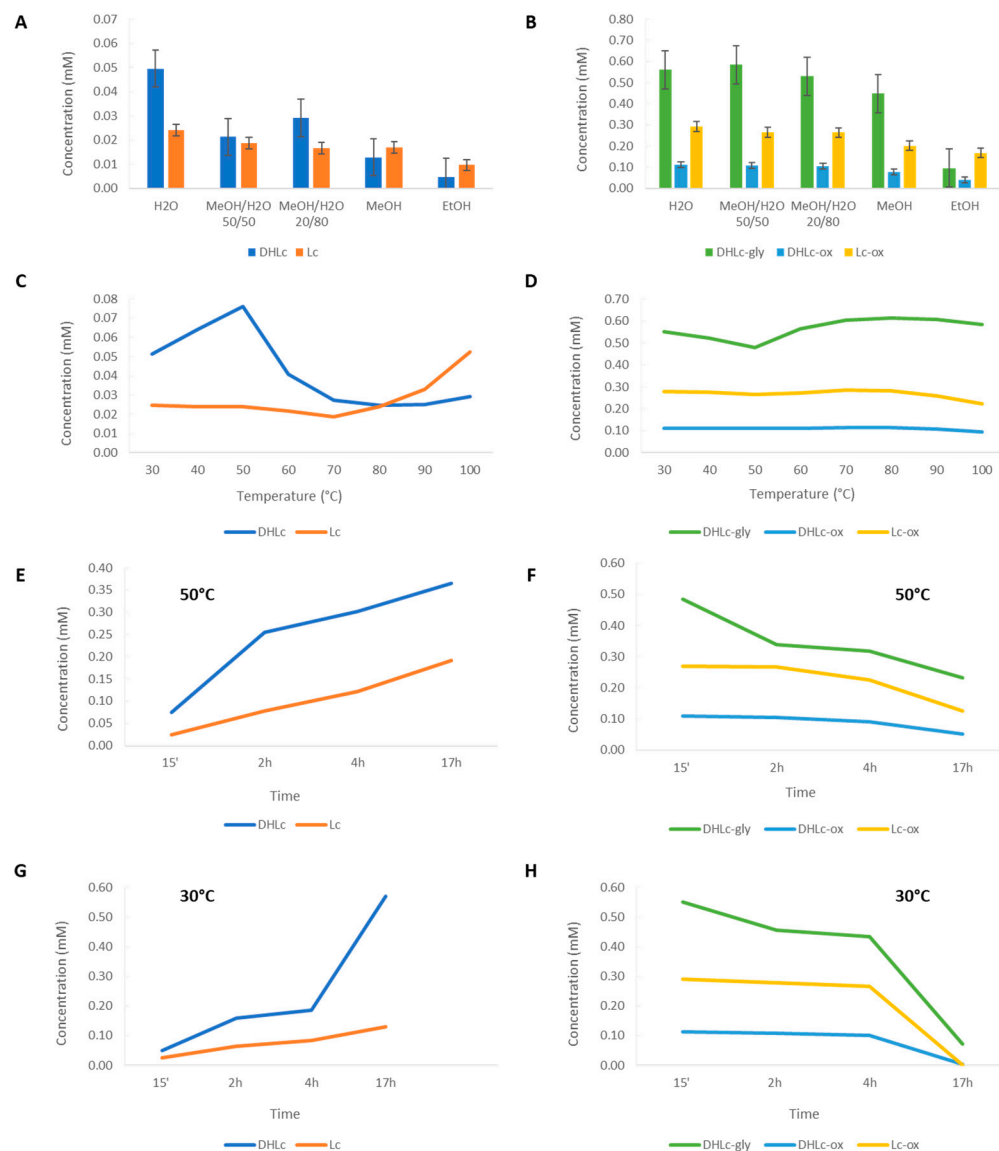 A
Concentration (mM)
0.07
0.06
0.05
0.04
0.03
0.02
0.01
0.00
H2O MeOH/H2O MeOH/H2O MeOH EtOH
50/50 20/80
DHLc Lc
B
Concentration (mM)
0.80
0.70
0.60
0.50
0.40
0.30
0.20
0.10
0.00
H2O MeOH/H2O MeOH/H2O MeOH EtOH
50/50 20/80
DHLc-gly DHLc-ox Lc-ox
C
Concentration (mM)
0.08
0.07
0.06
0.05
0.04
0.03
0.02
0.01
0.00
30 40 50 60 70 80 90 100
Temperature (°C)
DHLc Lc
D
Concentration (mM)
0.70
0.60
0.50
0.40
0.30
0.20
0.10
0.00
30 40 50 60 70 80 90 100
Temperature (°C)
DHLc-gly DHLc-ox Lc-ox
E
50°C
Concentration (mM)
0.40
0.35
0.30
0.25
0.20
0.15
0.10
0.05
0.00
15' 2h 4h 17h
Time
DHLc Lc
F
50°C
Concentration (mM)
0.60
0.50
0.40
0.30
0.20
0.10
0.00
15' 2h 4h 17h
Time
DHLc-gly DHLc-ox Lc-ox
G
30°C
Concentration (mM)
0.60
0.50
0.40
0.30
0.20
0.10
0.00
15' 2h 4h 17h
Time
DHLc Lc
H
30°C
Concentration (mM)
0.60
0.50
0.40
0.30
0.20
0.10
0.00
15' 2h 4h 17h
Time
DHLc-gly DHLc-ox Lc-ox